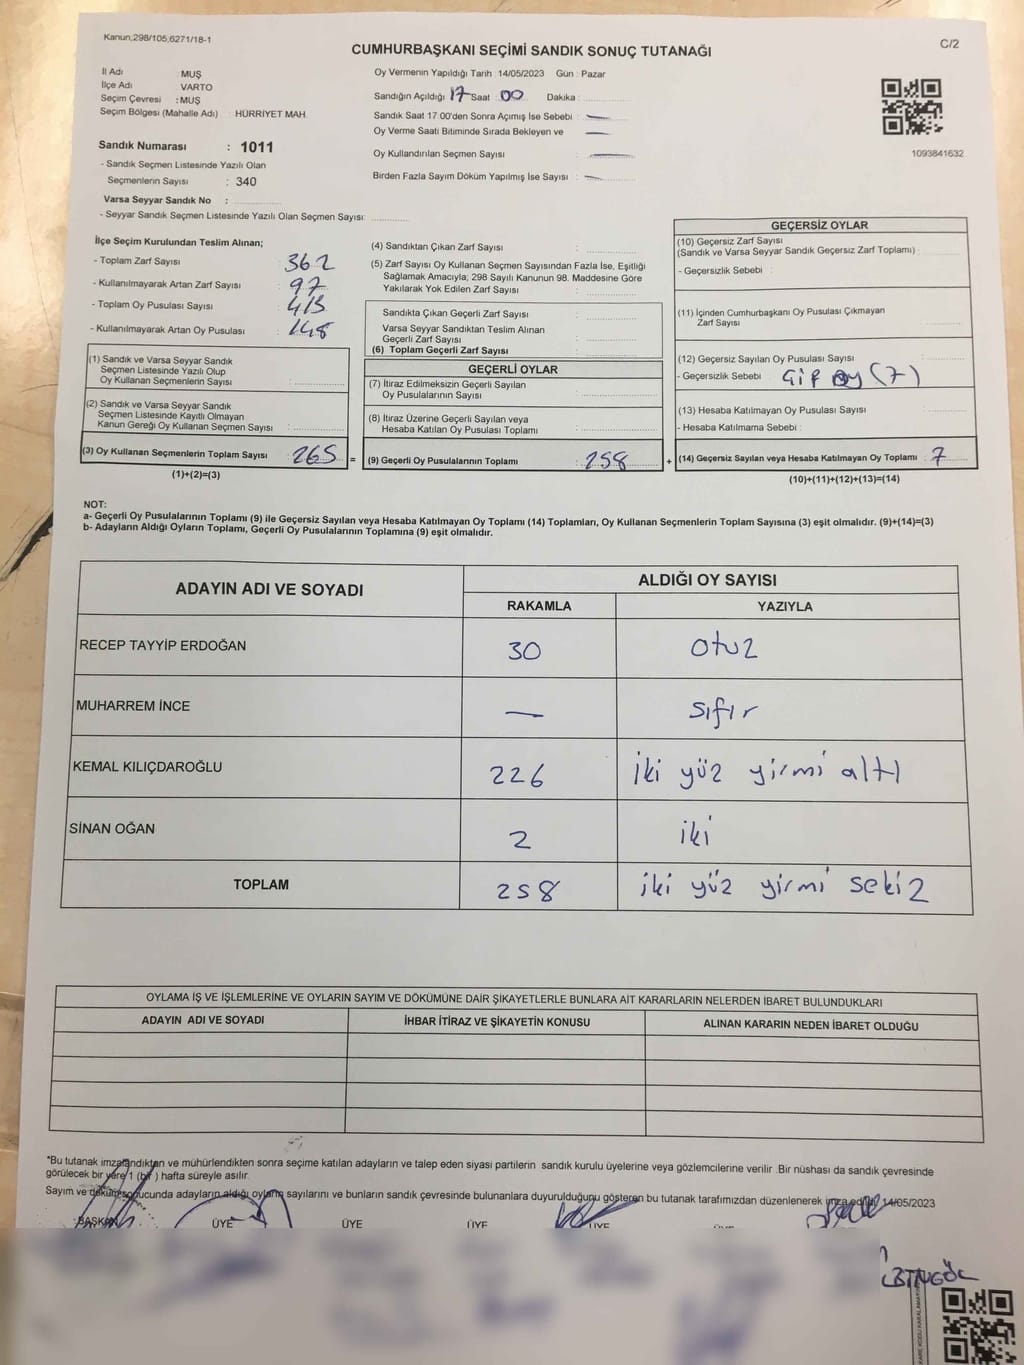 Kanun;298/105;6271/18-1
C/2
CUMHURBAŞKANI SEÇİMİ SANDIK SONUÇ TUTANAĞI
İl Adı : MUŞ
İlçe Adı : VARTO
Seçim Çevresi : MUŞ
Seçim Bölgesi (Mahalle Adı) : HÜRRİYET MAH.
Sandık Numarası : 1011
- Sandık Seçmen Listesinde Yazılı Olan
Seçmenlerin Sayısı : 340
Varsa Seyyar Sandık No :
- Seyyar Sandık Seçmen Listesinde Yazılı Olan Seçmen Sayısı:
Oy Vermenin Yapıldığı Tarih :14/05/2023 Gün : Pazar
Sandığın Açıldığı 17 Saat : 00 Dakika :
Sandık Saat 17 00'den Sonra Açımış İse Sebebi : —
Oy Verme Saati Bitiminde Sırada Bekleyen ve —
Oy Kullandırılan Seçmen Sayısı : —
Birden Fazla Sayım Döküm Yapılmış İse Sayısı : —
1093841632
İlçe Seçim Kurulundan Teslim Alınan;
- Toplam Zarf Sayısı : 362
- Kullanılmayarak Artan Zarf Sayısı : 97
- Toplam Oy Pusulası Sayısı : 413
- Kullanılmayarak Artan Oy Pusulası : 148
(1) Sandık ve Varsa Seyyar Sandık
Seçmen Listesinde Yazılı Olup
Oy Kullanan Seçmenlerin Sayısı :
(2) Sandık ve Varsa Seyyar Sandık
Seçmen Listesinde Kayıtlı Olmayan
Kanun Gereği Oy Kullanan Seçmen Sayısı :
(3) Oy Kullanan Seçmenlerin Toplam Sayısı : 265 =
(1)+(2)=(3)
(4) Sandıktan Çıkan Zarf Sayısı :
(5) Zarf Sayısı Oy Kullanan Seçmen Sayısından Fazla İse, Eşitliği
Sağlamak Amacıyla; 298 Sayılı Kanunun 98. Maddesine Göre
Yakılarak Yok Edilen Zarf Sayısı :
Sandıkta Çıkan Geçerli Zarf Sayısı :
Varsa Seyyar Sandıktan Teslim Alınan
Geçerli Zarf Sayısı :
(6) Toplam Geçerli Zarf Sayısı :
GEÇERLİ OYLAR
(7) İtiraz Edilmeksizin Geçerli Sayılan
Oy Pusulalarının Sayısı :
(8) İtiraz Üzerine Geçerli Sayılan veya
Hesaba Katılan Oy Pusulası Toplamı :
(9) Geçerli Oy Pusulalarının Toplamı : 258 +
GEÇERSİZ OYLAR
(10) Geçersiz Zarf Sayısı
(Sandık ve Varsa Seyyar Sandık Geçersiz Zarf Toplamı) :
- Geçersizlik Sebebi :
(11) İçinden Cumhurbaşkanı Oy Pusulası Çıkmayan
Zarf Sayısı :
(12) Geçersiz Sayılan Oy Pusulası Sayısı :
- Geçersizlik Sebebi : Çift oy (7)
(13) Hesaba Katılmayan Oy Pusulası Sayısı :
- Hesaba Katılmama Sebebi :
(14) Geçersiz Sayılan veya Hesaba Katılmayan Oy Toplamı : 7
(10)+(11)+(12)+(13)=(14)
NOT:
a- Geçerli Oy Pusulalarının Toplamı (9) ile Geçersiz Sayılan veya Hesaba Katılmayan Oy Toplamı (14) Toplamları, Oy Kullanan Seçmenlerin Toplam Sayısına (3) eşit olmalıdır. (9)+(14)=(3)
b- Adayların Aldığı Oyların Toplamı, Geçerli Oy Pusulalarının Toplamına (9) eşit olmalıdır.
ADAYIN ADI VE SOYADI
ALDIĞI OY SAYISI
RAKAMLA YAZIYLA
RECEP TAYYİP ERDOĞAN 30 otuz
MUHARREM İNCE — sıfır
KEMAL KILIÇDAROĞLU 226 iki yüz yirmi altı
SİNAN OĞAN 2 iki
TOPLAM 258 iki yüz yirmi sekiz
OYLAMA İŞ VE İŞLEMLERİNE VE OYLARIN SAYIM VE DÖKÜMÜNE DAİR ŞİKAYETLERLE BUNLARA AİT KARARLARIN NELERDEN İBARET BULUNDUKLARI
ADAYIN ADI VE SOYADI İHBAR İTİRAZ VE ŞİKAYETİN KONUSU ALINAN KARARIN NEDEN İBARET OLDUĞU
*Bu tutanak imzalandıktan ve mühürlendikten sonra seçime katılan adayların ve talep eden siyasi partilerin sandık kurulu üyelerine veya gözlemcilerine verilir .Bir nüshası da sandık çevresinde
görülecek bir yere 1 (bir ) hafta süreyle asılır.
Sayım ve döküm sonucunda adayların aldığı oyların sayılarını ve bunların sandık çevresinde bulunanlara duyurulduğunu gösteren bu tutanak tarafımızdan düzenlenerek imza edildi. 14/05/2023
BAŞKAN ÜYE ÜYE ÜYE ÜYE
BİNGÖL